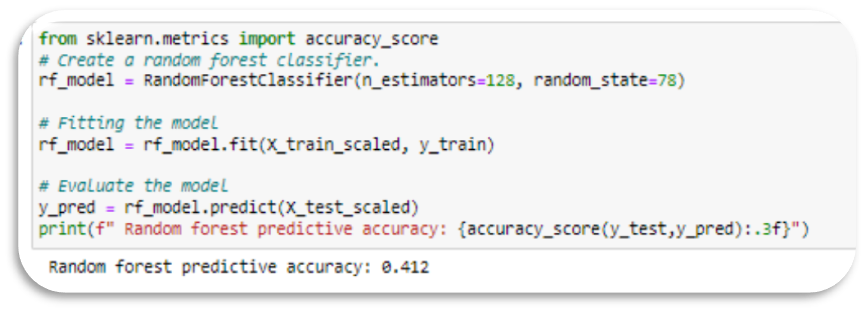 from sklearn.metrics import accuracy_score
# Create a random forest classifier.
rf_model = RandomForestClassifier(n_estimators=128, random_state=78)
# Fitting the model
rf_model = rf_model.fit(X_train_scaled, y_train)
# Evaluate the model
y_pred = rf_model.predict(X_test_scaled)
print(f" Random forest predictive accuracy: {accuracy_score(y_test,y_pred):.3f}")
Random forest predictive accuracy: 0.412